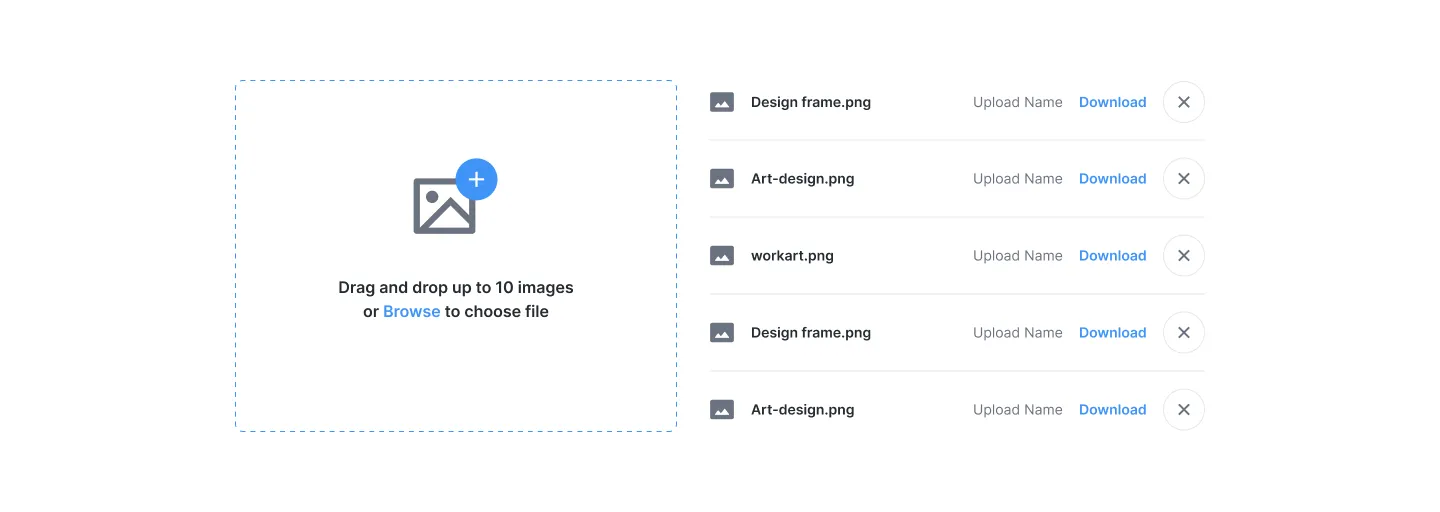 Drag and drop up to 10 images
or Browse to choose file
Design frame.png Upload Name Download
Art-design.png Upload Name Download
workart.png Upload Name Download
Design frame.png Upload Name Download
Art-design.png Upload Name Download